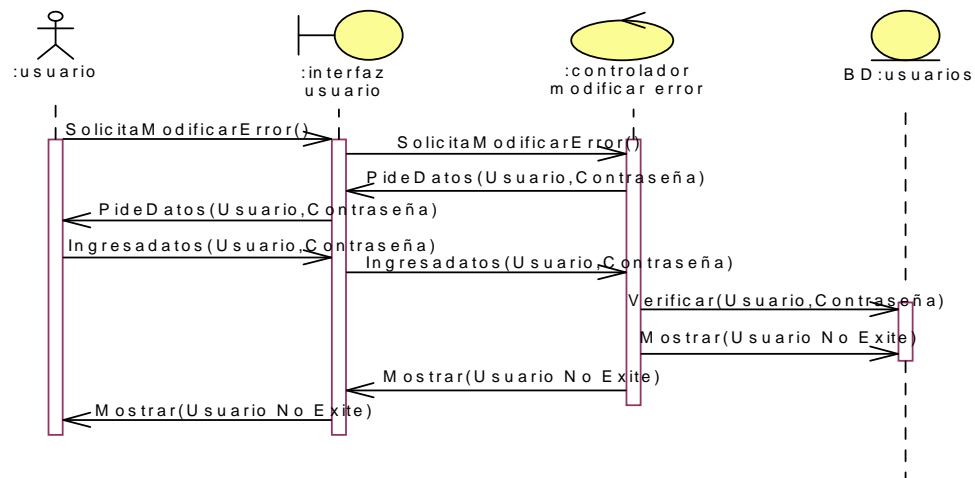 :usuario
:interfaz
usuario
:controlador
modificar error
BD:usuarios
SolicitaModificarError()
SolicitaModificarError()
PideDatos(Usuario,Contraseña)
PideDatos(Usuario,Contraseña)
Ingresadatos(Usuario,Contraseña)
Ingresadatos(Usuario,Contraseña)
Verificar(Usuario,Contraseña)
Mostrar(Usuario No Exite)
Mostrar(Usuario No Exite)
Mostrar(Usuario No Exite)